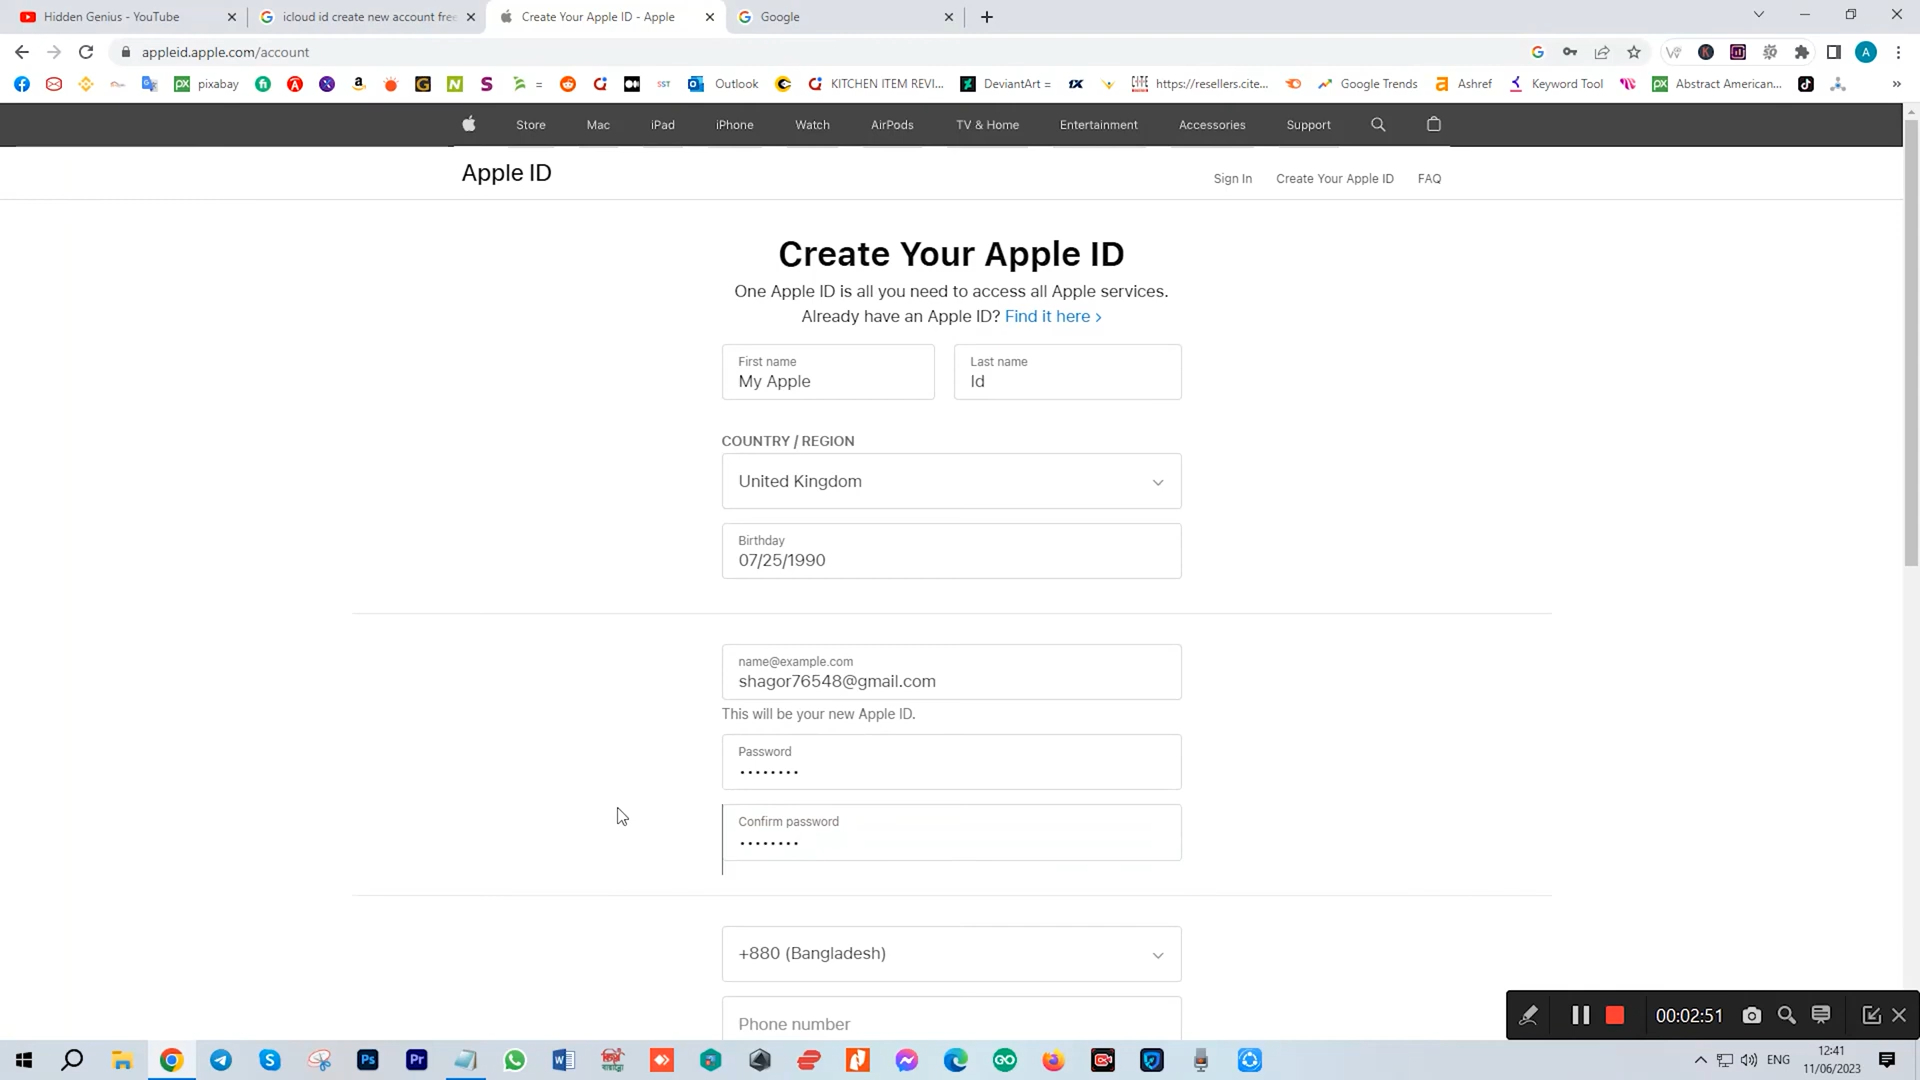 Hidden Genius - YouTube
icloud id create new account free
Create Your Apple ID - Apple
Google
appleid.apple.com/account
A
pixabay
=
Outlook
KITCHEN ITEM REVI...
DeviantArt =
https://resellers.cite...
Google Trends
Ashref
Keyword Tool
Abstract American...
»
Store
Mac
iPad
iPhone
Watch
AirPods
TV & Home
Entertainment
Accessories
Support
Apple ID
Sign In
Create Your Apple ID
FAQ
Create Your Apple ID
One Apple ID is all you need to access all Apple services.
Already have an Apple ID? Find it here ›
First name
My Apple
Last name
Id
COUNTRY / REGION
United Kingdom
Birthday
07/25/1990
name@example.com
shagor76548@gmail.com
This will be your new Apple ID.
Password
••••••••
Confirm password
••••••••
+880 (Bangladesh)
Phone number
00:02:51
Ps
Pr
GO
ENG
12:41
11/06/2023